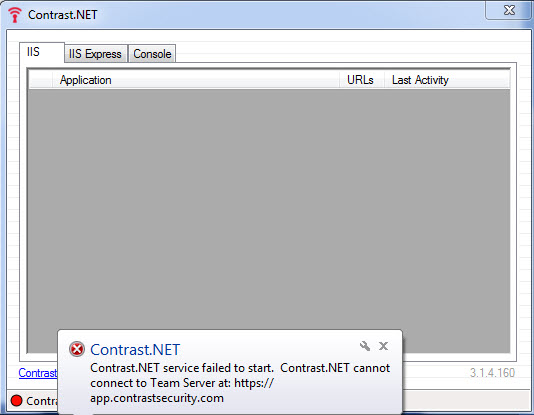 Contrast.NET
IIS
IIS Express
Console
Application
URLs
Last Activity
Contrast.NET
Contrast.NET service failed to start. Contrast.NET cannot
connect to Team Server at: https://
app.contrastsecurity.com
Contrast
3.1.4.160
Contra